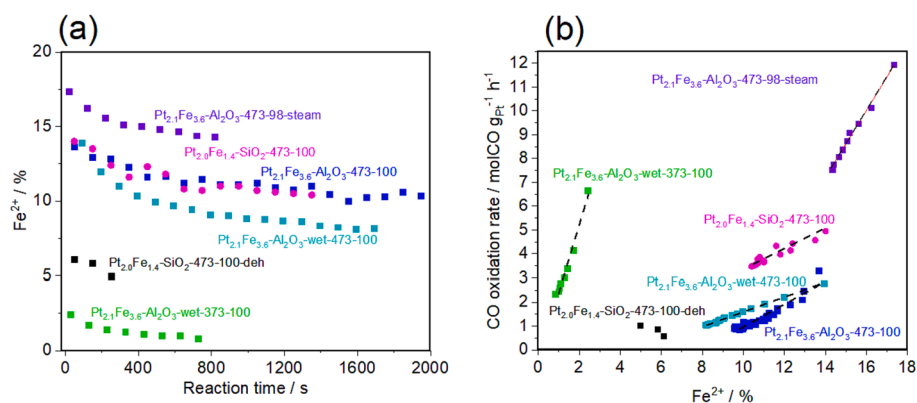 (a)
20
15
10
5
0
Fe²⁺ / %
0 400 800 1200 1600 2000
Reaction time / s
Pt₂.₁Fe₃.₆-Al₂O₃-473-98-steam
Pt₂.₀Fe₁.₄-SiO₂-473-100
Pt₂.₁Fe₃.₆-Al₂O₃-473-100
Pt₂.₁Fe₃.₆-Al₂O₃-wet-473-100
Pt₂.₀Fe₁.₄-SiO₂-473-100-deh
Pt₂.₁Fe₃.₆-Al₂O₃-wet-373-100
(b)
12
11
10
9
8
7
6
5
4
3
2
1
0
CO oxidation rate / molCO g_Pt⁻¹ h⁻¹
0 2 4 6 8 10 12 14 16 18
Fe²⁺ / %
Pt₂.₁Fe₃.₆-Al₂O₃-473-98-steam
Pt₂.₁Fe₃.₆-Al₂O₃-wet-373-100
Pt₂.₀Fe₁.₄-SiO₂-473-100
Pt₂.₁Fe₃.₆-Al₂O₃-wet-473-100
Pt₂.₀Fe₁.₄-SiO₂-473-100-deh
Pt₂.₁Fe₃.₆-Al₂O₃-473-100